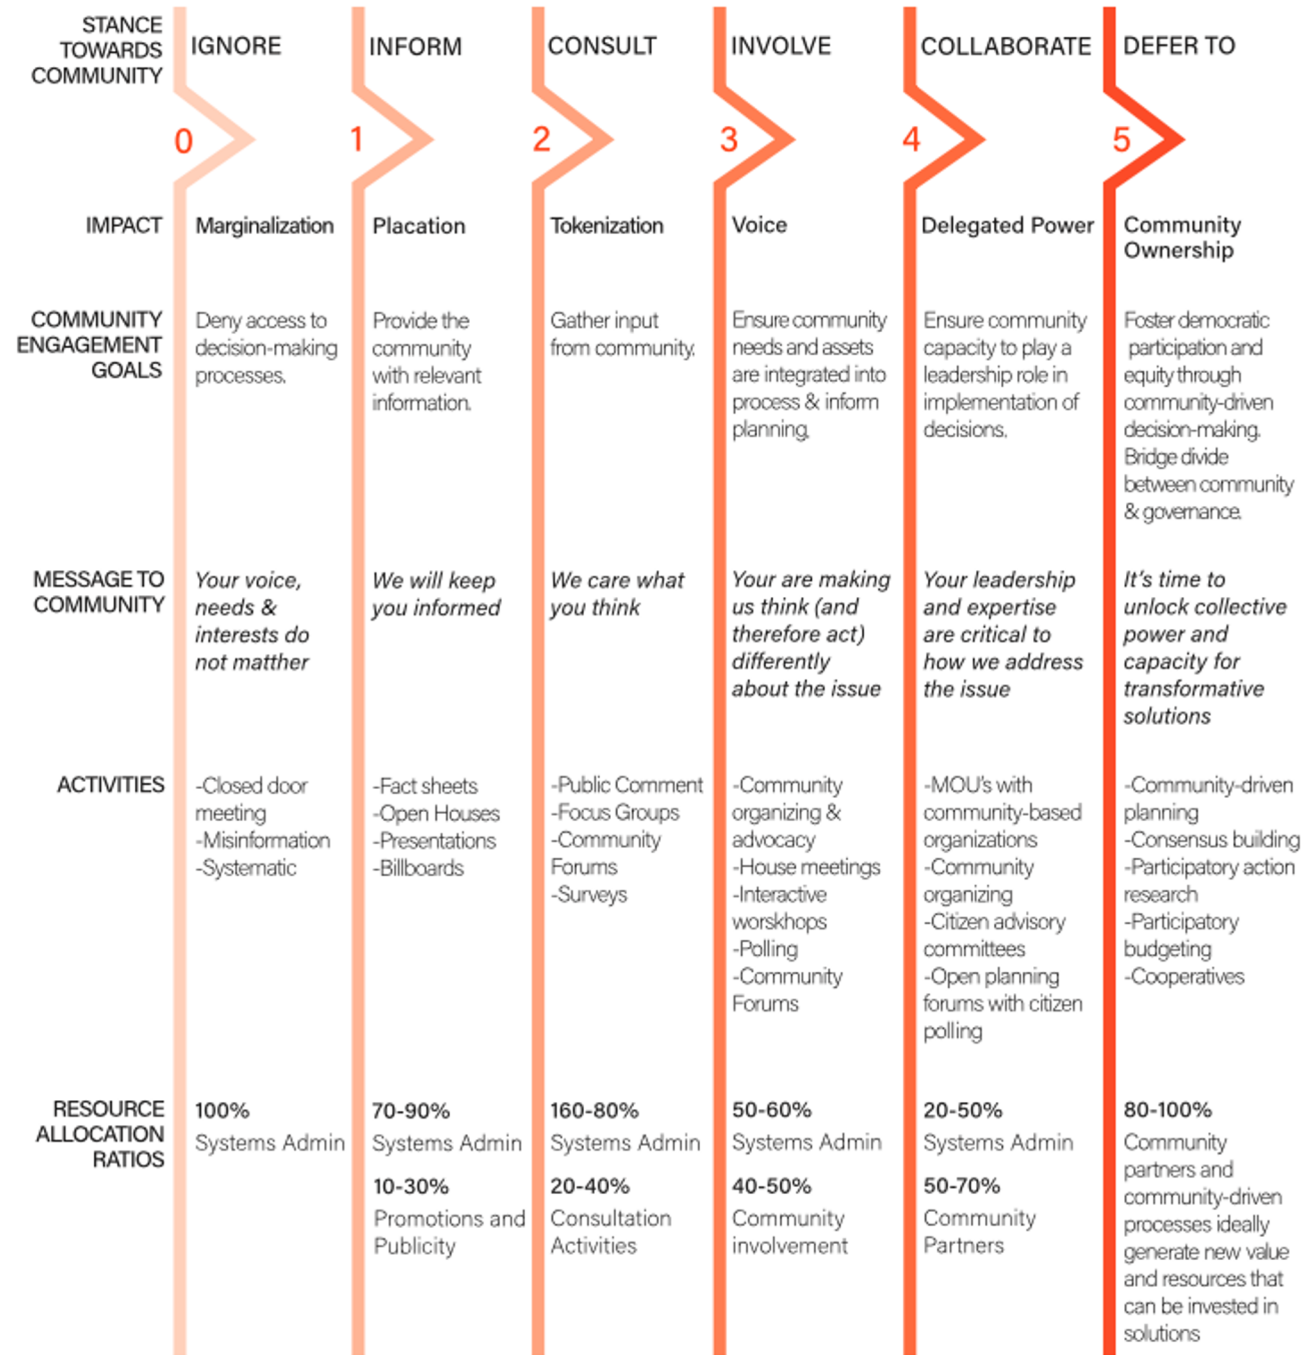 STANCE
TOWARDS
COMMUNITY
IGNORE
INFORM
CONSULT
INVOLVE
COLLABORATE
DEFER TO
0
1
2
3
4
5
IMPACT
Marginalization
Placation
Tokenization
Voice
Delegated Power
Community
Ownership
COMMUNITY
ENGAGEMENT
GOALS
Deny access to
decision-making
processes.
Provide the
community
with relevant
information.
Gather input
from community.
Ensure community
needs and assets
are integrated into
process & inform
planning.
Ensure community
capacity to play a
leadership role in
implementation of
decisions.
Foster democratic
participation and
equity through
community-driven
decision-making.
Bridge divide
between community
& governance.
MESSAGE TO
COMMUNITY
Your voice,
needs &
interests do
not matther
We will keep
you informed
We care what
you think
Your are making
us think (and
therefore act)
differently
about the issue
Your leadership
and expertise
are critical to
how we address
the issue
It's time to
unlock collective
power and
capacity for
transformative
solutions
ACTIVITIES
-Closed door
meeting
-Misinformation
-Systematic
-Fact sheets
-Open Houses
-Presentations
-Billboards
-Public Comment
-Focus Groups
-Community
Forums
-Surveys
-Community
organizing &
advocacy
-House meetings
-Interactive
worskhops
-Polling
-Community
Forums
-MOU's with
community-based
organizations
-Community
organizing
-Citizen advisory
committees
-Open planning
forums with citizen
polling
-Community-driven
planning
-Consensus building
-Participatory action
research
-Participatory
budgeting
-Cooperatives
RESOURCE
ALLOCATION
RATIOS
100%
Systems Admin
70-90%
Systems Admin
10-30%
Promotions and
Publicity
160-80%
Systems Admin
20-40%
Consultation
Activities
50-60%
Systems Admin
40-50%
Community
involvement
20-50%
Systems Admin
50-70%
Community
Partners
80-100%
Community
partners and
community-driven
processes ideally
generate new value
and resources that
can be invested in
solutions